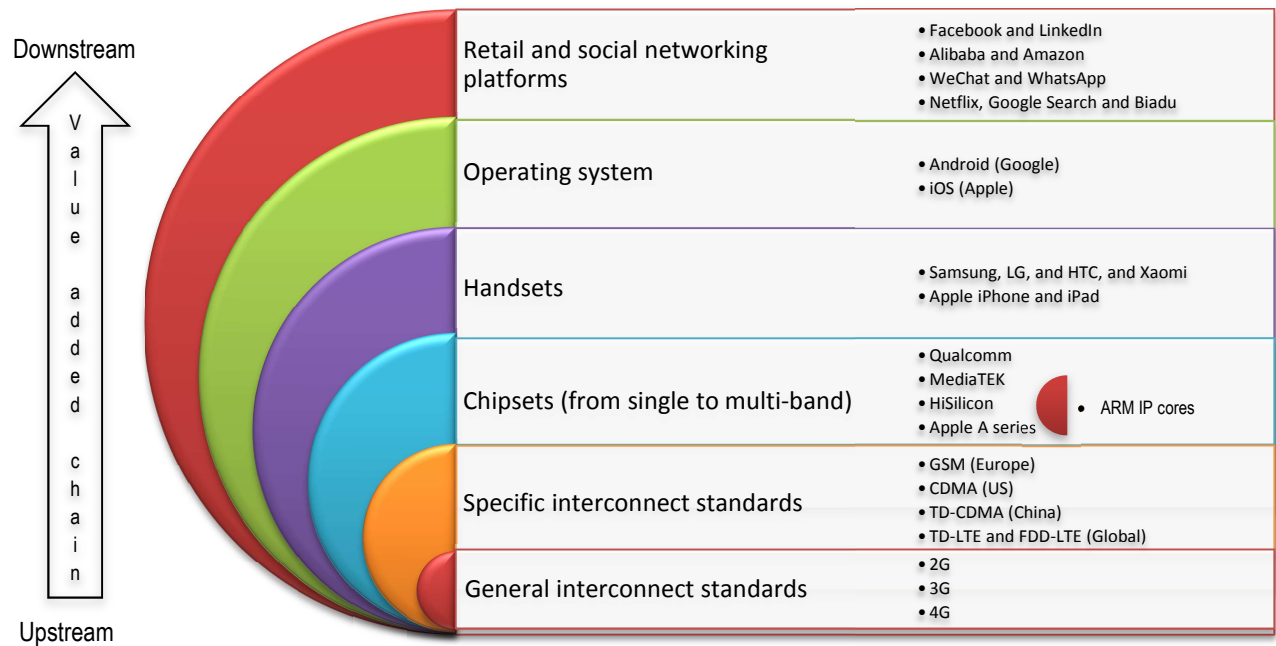 Downstream
Value added chain
Upstream
Retail and social networking
platforms
• Facebook and LinkedIn
• Alibaba and Amazon
• WeChat and WhatsApp
• Netflix, Google Search and Biadu
Operating system
• Android (Google)
• iOS (Apple)
Handsets
• Samsung, LG, and HTC, and Xaomi
• Apple iPhone and iPad
Chipsets (from single to multi-band)
• Qualcomm
• MediaTEK
• HiSilicon
• Apple A series
• ARM IP cores
Specific interconnect standards
• GSM (Europe)
• CDMA (US)
• TD-CDMA (China)
• TD-LTE and FDD-LTE (Global)
General interconnect standards
• 2G
• 3G
• 4G